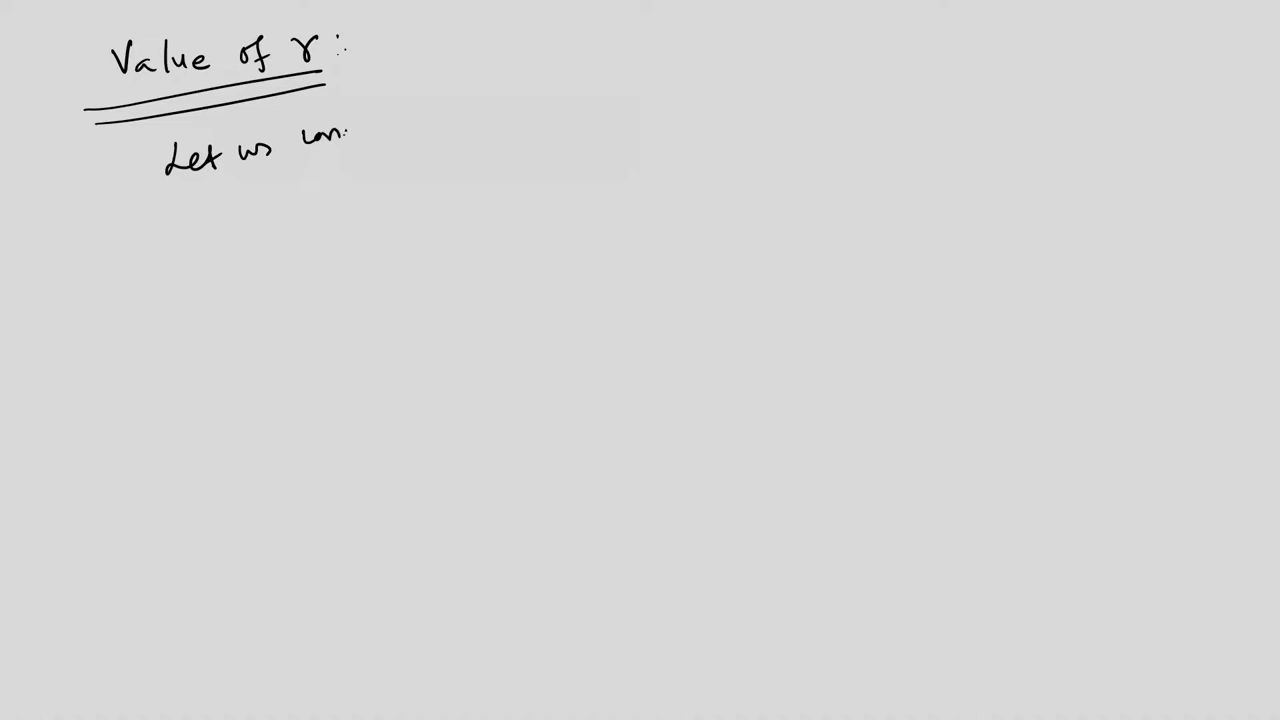 Value of γ :
Let us con